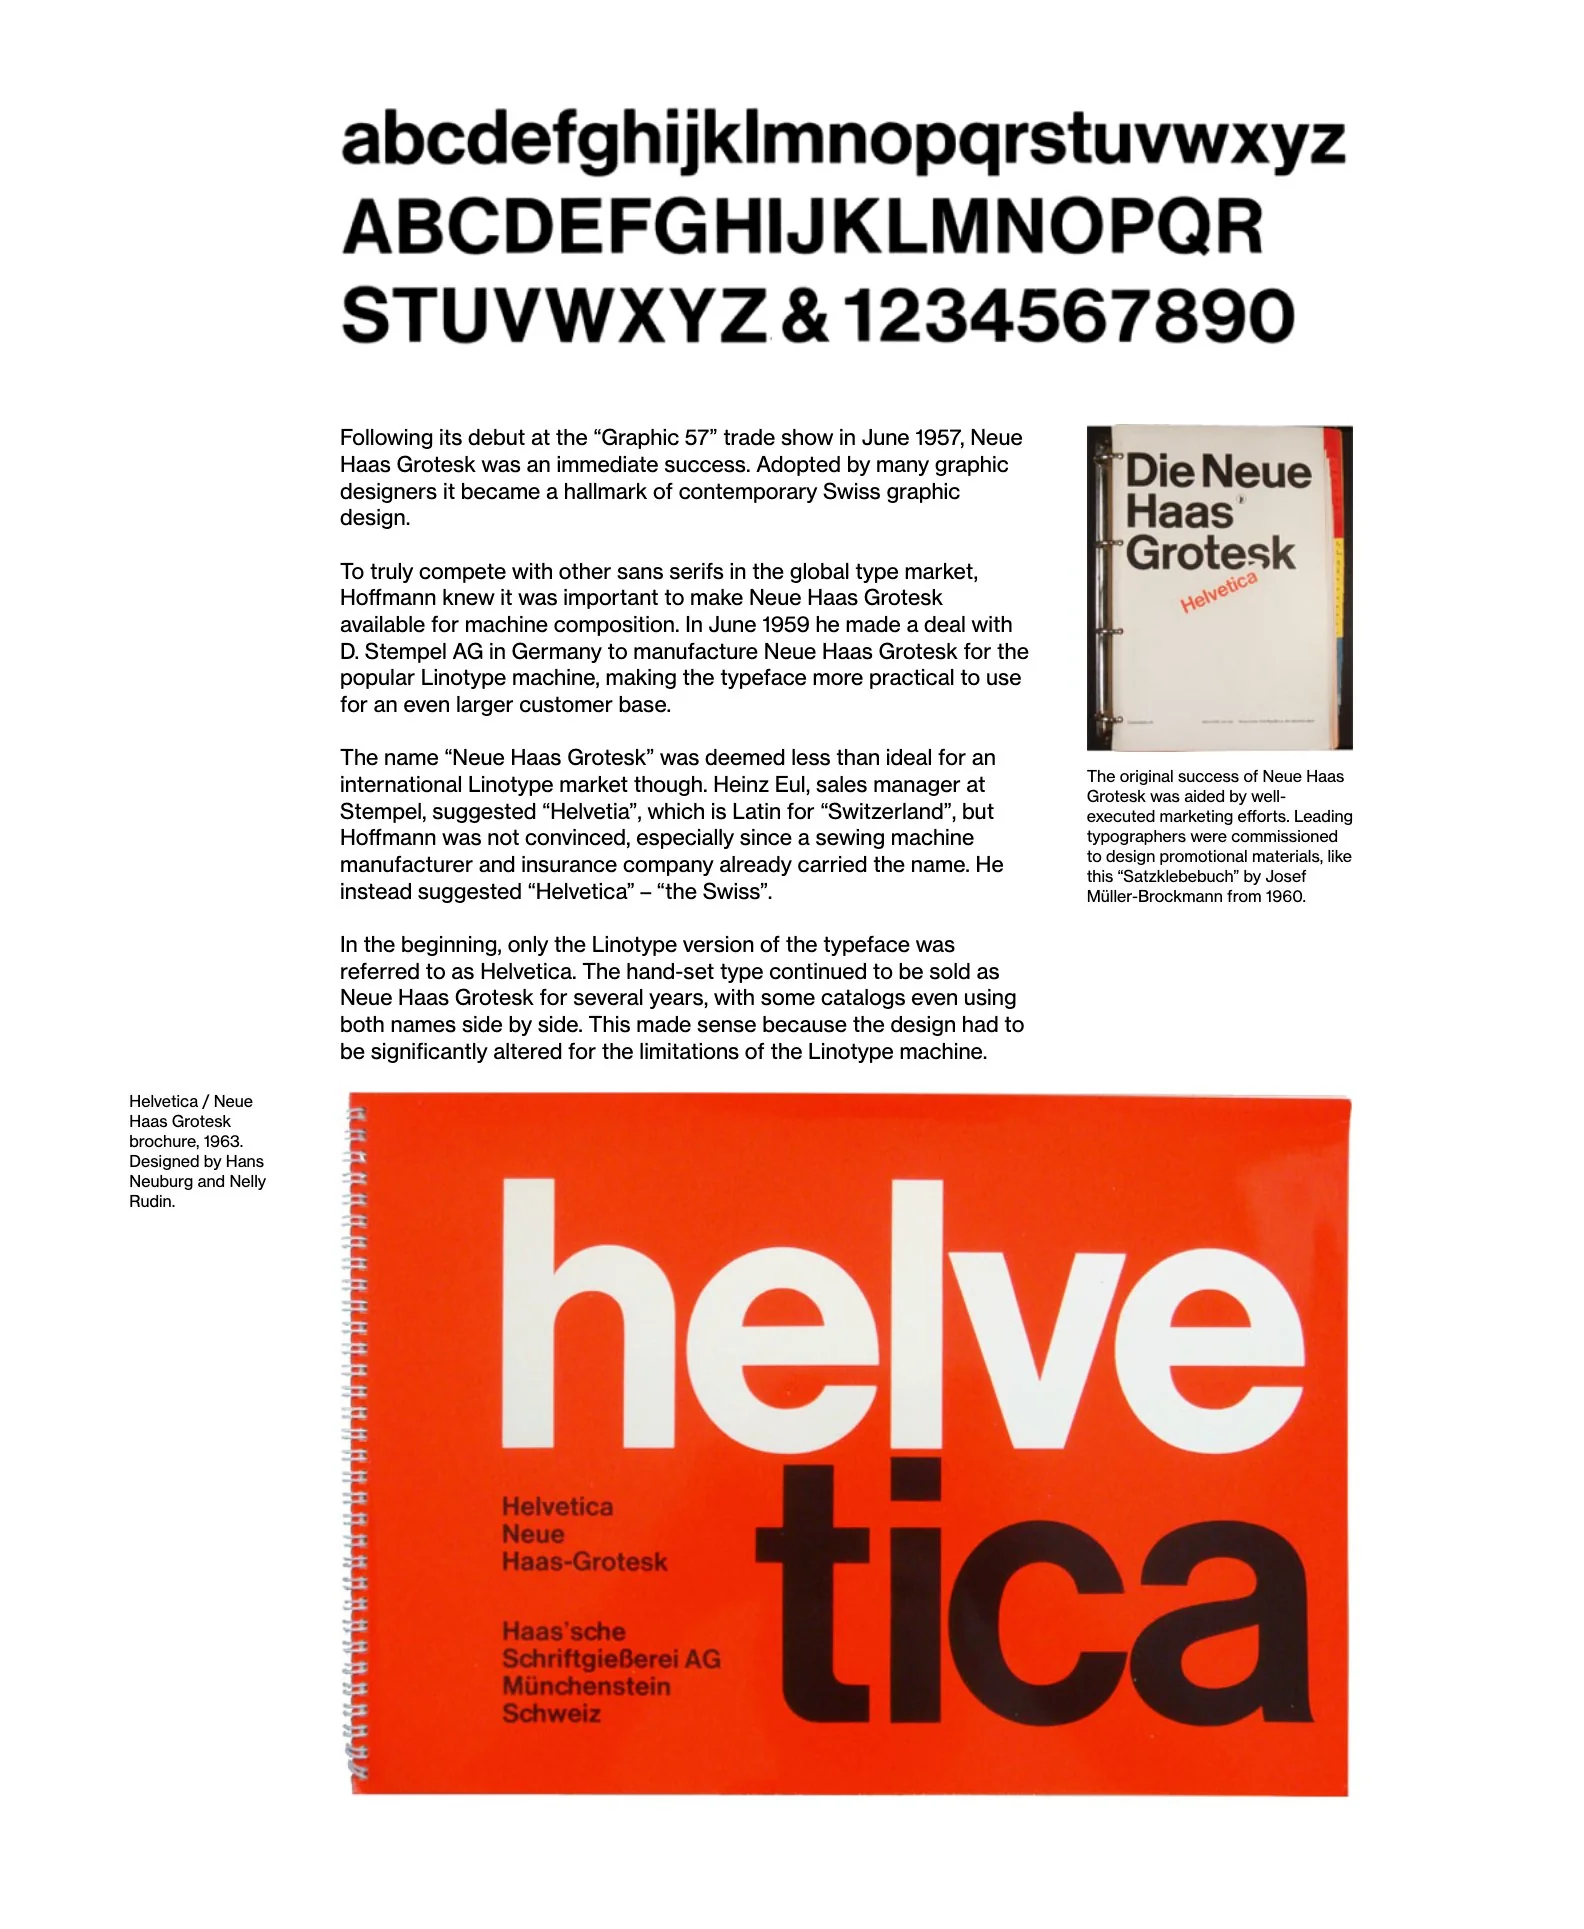 abcdefghijklmnopqrstuvwxyz
ABCDEFGHIJKLMNOPQR
STUVWXYZ & 1234567890
Following its debut at the “Graphic 57” trade show in June 1957, Neue
Haas Grotesk was an immediate success. Adopted by many graphic
designers it became a hallmark of contemporary Swiss graphic
design.
To truly compete with other sans serifs in the global type market,
Hoffmann knew it was important to make Neue Haas Grotesk
available for machine composition. In June 1959 he made a deal with
D. Stempel AG in Germany to manufacture Neue Haas Grotesk for the
popular Linotype machine, making the typeface more practical to use
for an even larger customer base.
The name “Neue Haas Grotesk” was deemed less than ideal for an
international Linotype market though. Heinz Eul, sales manager at
Stempel, suggested “Helvetia”, which is Latin for “Switzerland”, but
Hoffmann was not convinced, especially since a sewing machine
manufacturer and insurance company already carried the name. He
instead suggested “Helvetica” – “the Swiss”.
In the beginning, only the Linotype version of the typeface was
referred to as Helvetica. The hand-set type continued to be sold as
Neue Haas Grotesk for several years, with some catalogs even using
both names side by side. This made sense because the design had to
be significantly altered for the limitations of the Linotype machine.
Die Neue
Haas
Grotesk
Helvetica
The original success of Neue Haas
Grotesk was aided by well-
executed marketing efforts. Leading
typographers were commissioned
to design promotional materials, like
this “Satzklebebuch” by Josef
Müller-Brockmann from 1960.
Helvetica / Neue
Haas Grotesk
brochure, 1963.
Designed by Hans
Neuburg and Nelly
Rudin.
helve
tica
Helvetica
Neue
Haas-Grotesk
Haas’sche
Schriftgießerei AG
Münchenstein
Schweiz